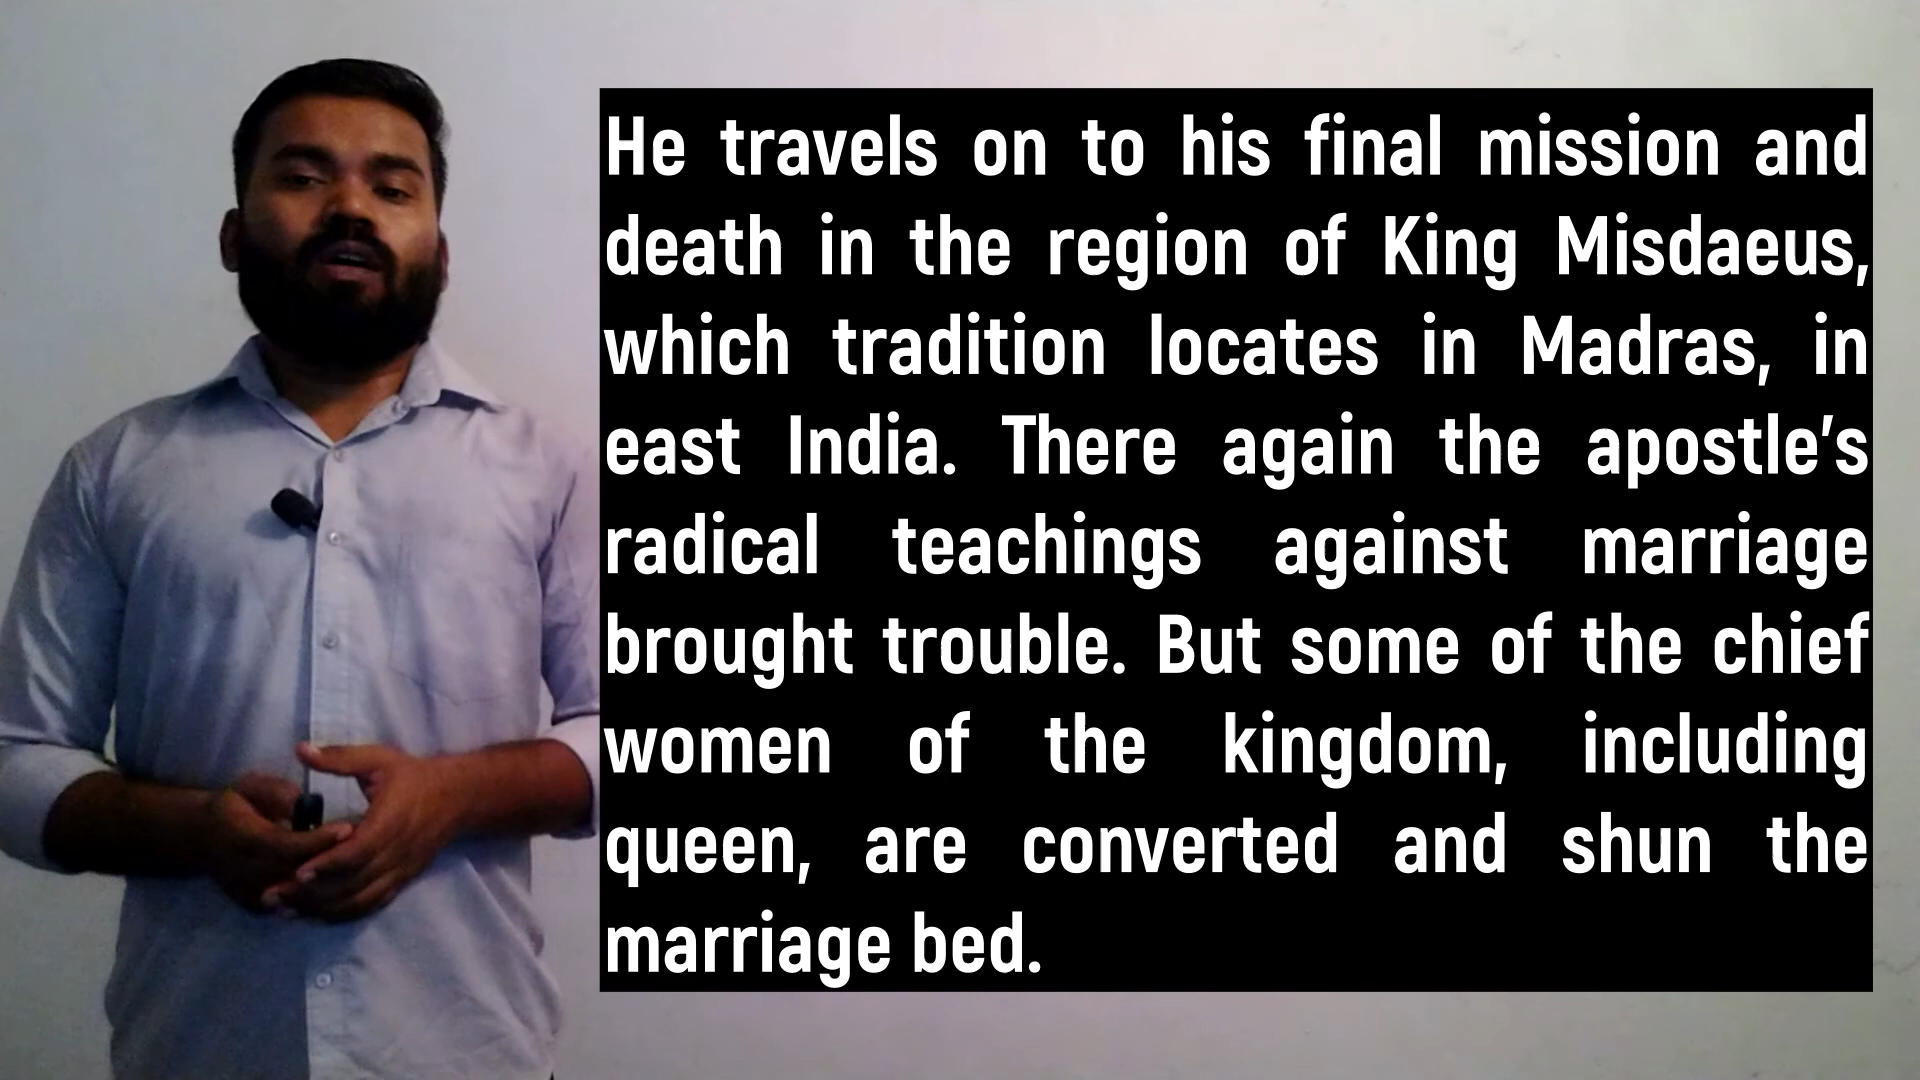 He travels on to his final mission and
death in the region of King Misdaeus,
which tradition locates in Madras, in
east India. There again the apostle's
radical teachings against marriage
brought trouble. But some of the chief
women of the kingdom, including
queen, are converted and shun the
marriage bed.